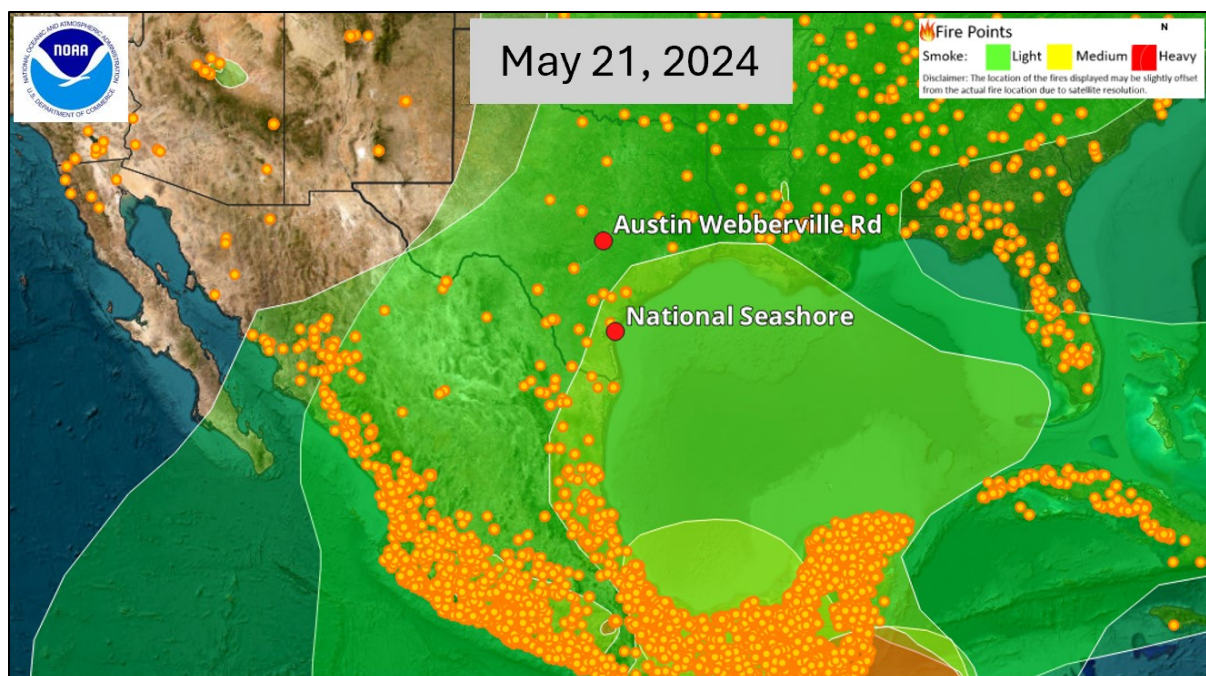 NATIONAL OCEANIC AND ATMOSPHERIC ADMINISTRATION
NOAA
U.S. DEPARTMENT OF COMMERCE
May 21, 2024
Fire Points
N
Smoke: Light Medium Heavy
Disclaimer: The location of the fires displayed may be slightly offset
from the actual fire location due to satellite resolution.
Austin Webberville Rd
National Seashore